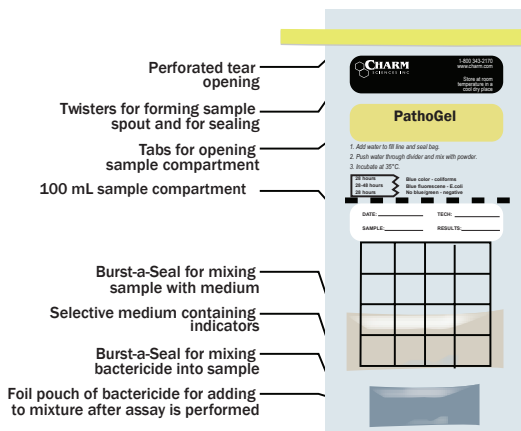 Perforated tear
opening
Twisters for forming sample
spout and for sealing
Tabs for opening
sample compartment
100 mL sample compartment
Burst-a-Seal for mixing
sample with medium
Selective medium containing
indicators
Burst-a-Seal for mixing
bactericide into sample
Foil pouch of bactericide for adding
to mixture after assay is performed
CHARM
SCIENCES INC
1-800 343-2170
www.charm.com
Store at room
temperature in a
cool dry place
PathoGel
1. Add water to fill line and seal bag.
2. Push water through divider and mix with powder.
3. Incubate at 35°C.
28 hours Blue color - coliforms
28-48 hours Blue fluorescene - E.coli
28 hours No blue/green - negative
DATE: TECH:
SAMPLE: RESULTS: